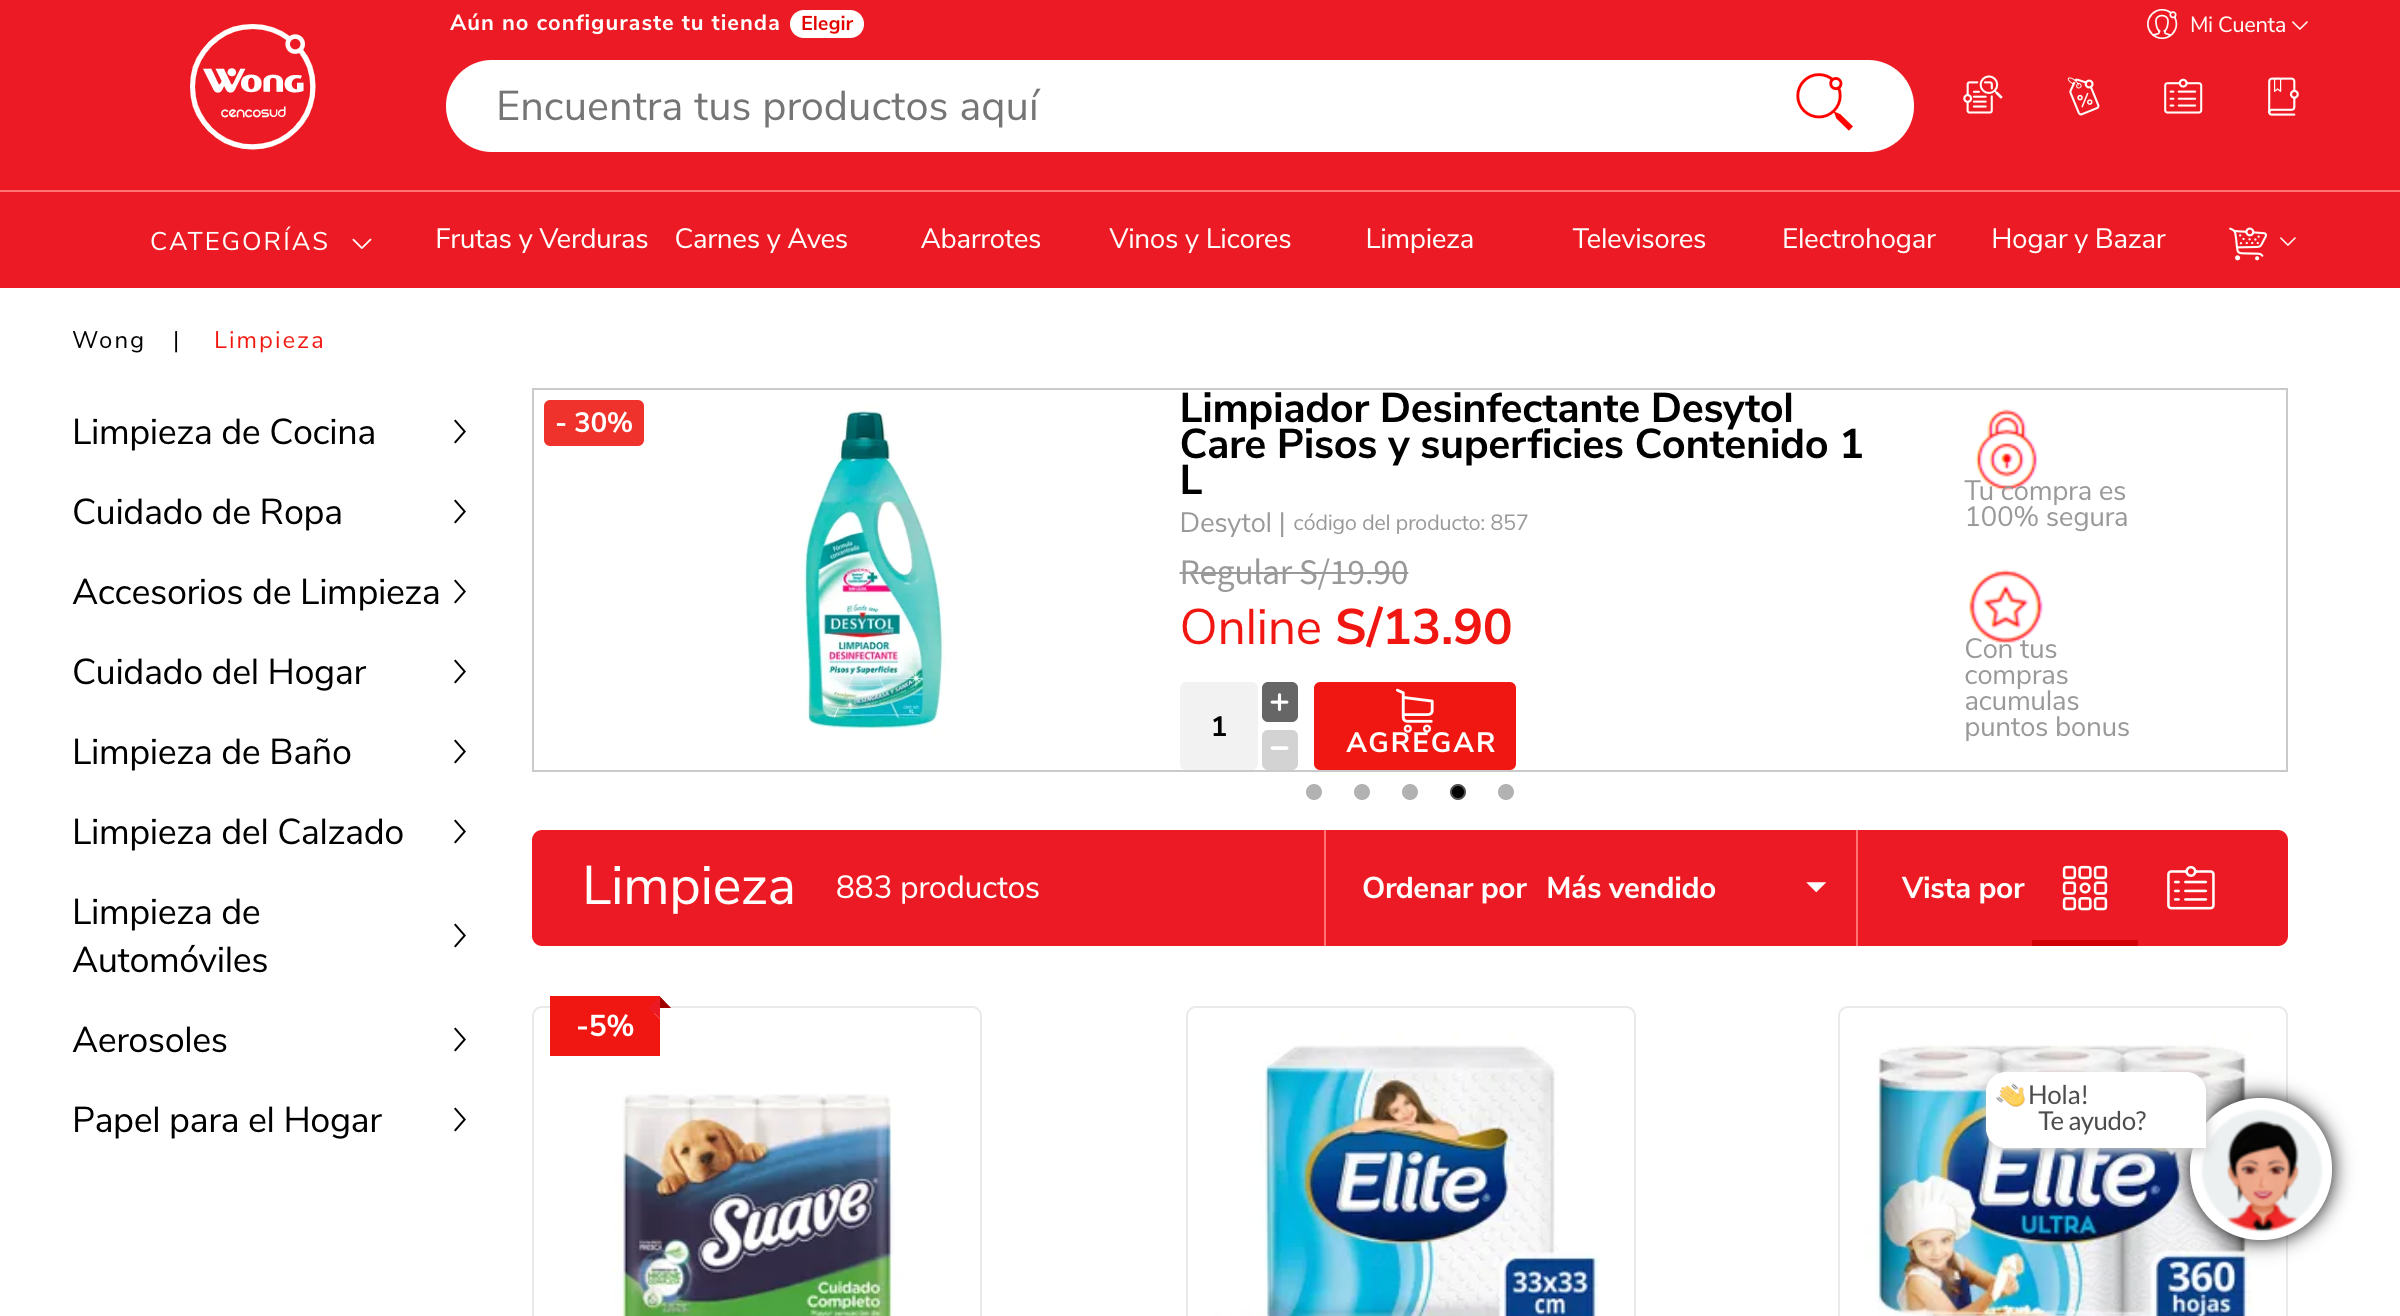 Aún no configuraste tu tienda Elegir
Mi Cuenta
Wong
cencosud
Encuentra tus productos aquí
CATEGORÍAS
Frutas y Verduras
Carnes y Aves
Abarrotes
Vinos y Licores
Limpieza
Televisores
Electrohogar
Hogar y Bazar
Wong | Limpieza
Limpieza de Cocina
Cuidado de Ropa
Accesorios de Limpieza
Cuidado del Hogar
Limpieza de Baño
Limpieza del Calzado
Limpieza de
Automóviles
Aerosoles
Papel para el Hogar
- 30%
Fórmula
concentrada
El Gesto sano
DESYTOL
LIMPIADOR
DESINFECTANTE
Pisos y Superficies
Limpiador Desinfectante Desytol
Care Pisos y superficies Contenido 1
L
Desytol | código del producto: 857
Regular S/19.90
Online S/13.90
1
+
−
AGREGAR
Tu compra es
100% segura
Con tus
compras
acumulas
puntos bonus
Limpieza 883 productos
Ordenar por Más vendido
Vista por
-5%
Suave
HIGIENE
Cuidado
Completo
Elite
33x33
cm
Hola!
Te ayudo?
Elite
ULTRA
360
hojas